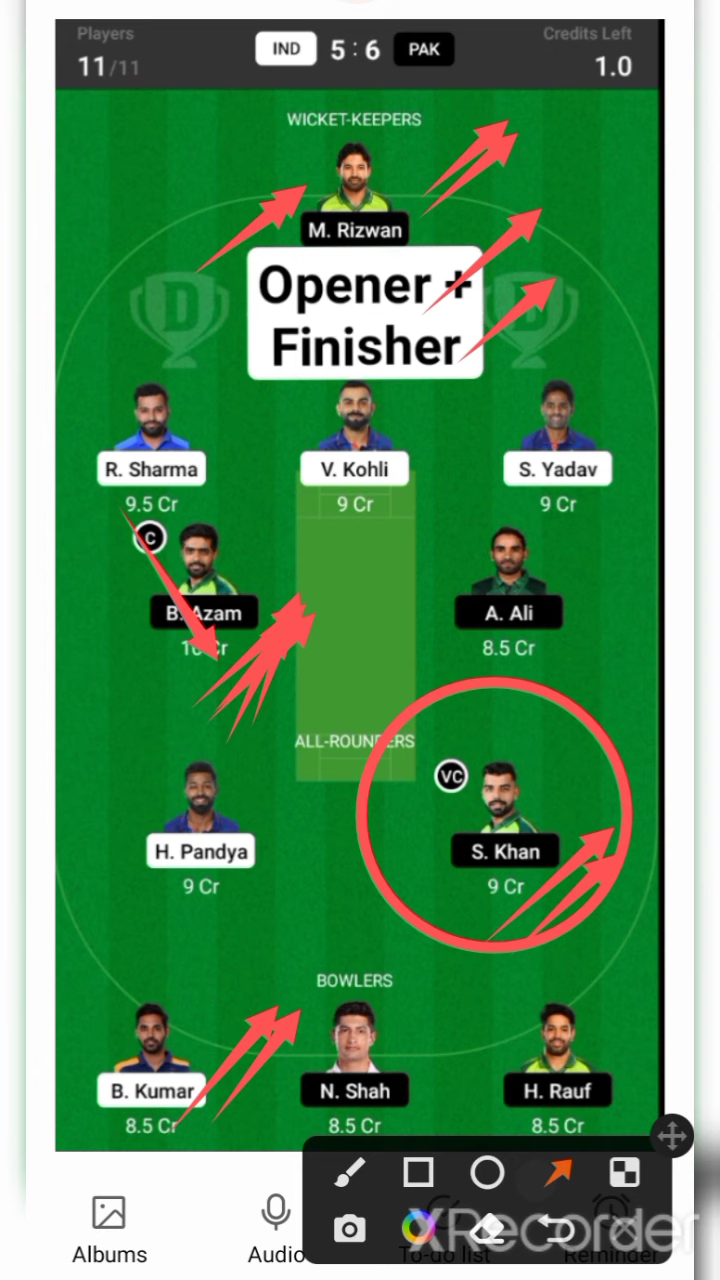 Players
Credits Left
IND 5 : 6 PAK
11/11
1.0
WICKET-KEEPERS
M. Rizwan
Opener +
Finisher
R. Sharma
V. Kohli
S. Yadav
9.5 Cr
9 Cr
9 Cr
C
B. Azam
A. Ali
8.5 Cr
ALL-ROUNDERS
VC
H. Pandya
S. Khan
9 Cr
9 Cr
BOWLERS
B. Kumar
N. Shah
H. Rauf
8.5 Cr
8.5 Cr
8.5 Cr
XRecorder
Albums
Audio
To-do list
Reminder